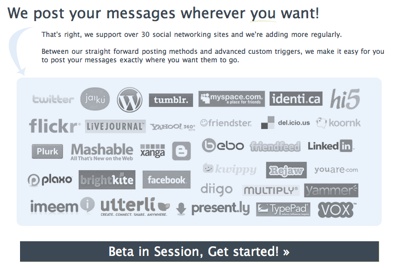 We post your messages wherever you want!
That's right, we support over 30 social networking sites and we're adding more regularly.
Between our straight forward posting methods and advanced custom triggers, we make it easy for you
to post your messages exactly where you want them to go.
twitter jaiku tumblr. myspace.com identi.ca hi5
a place for friends
flickr LIVEJOURNAL YAHOO! 360° friendster. del.icio.us koornk
Plurk Mashable xanga bebo friendfeed LinkedIn
All That's New on the Web
kwippy Rejaw youare.com
plaxo brightkite facebook
diigo MULTIPLY Yammer
imeem utterli present.ly TypePad VOX
CREATE. CONNECT. SHARE. ANYWHERE.
Beta in Session, Get started! »